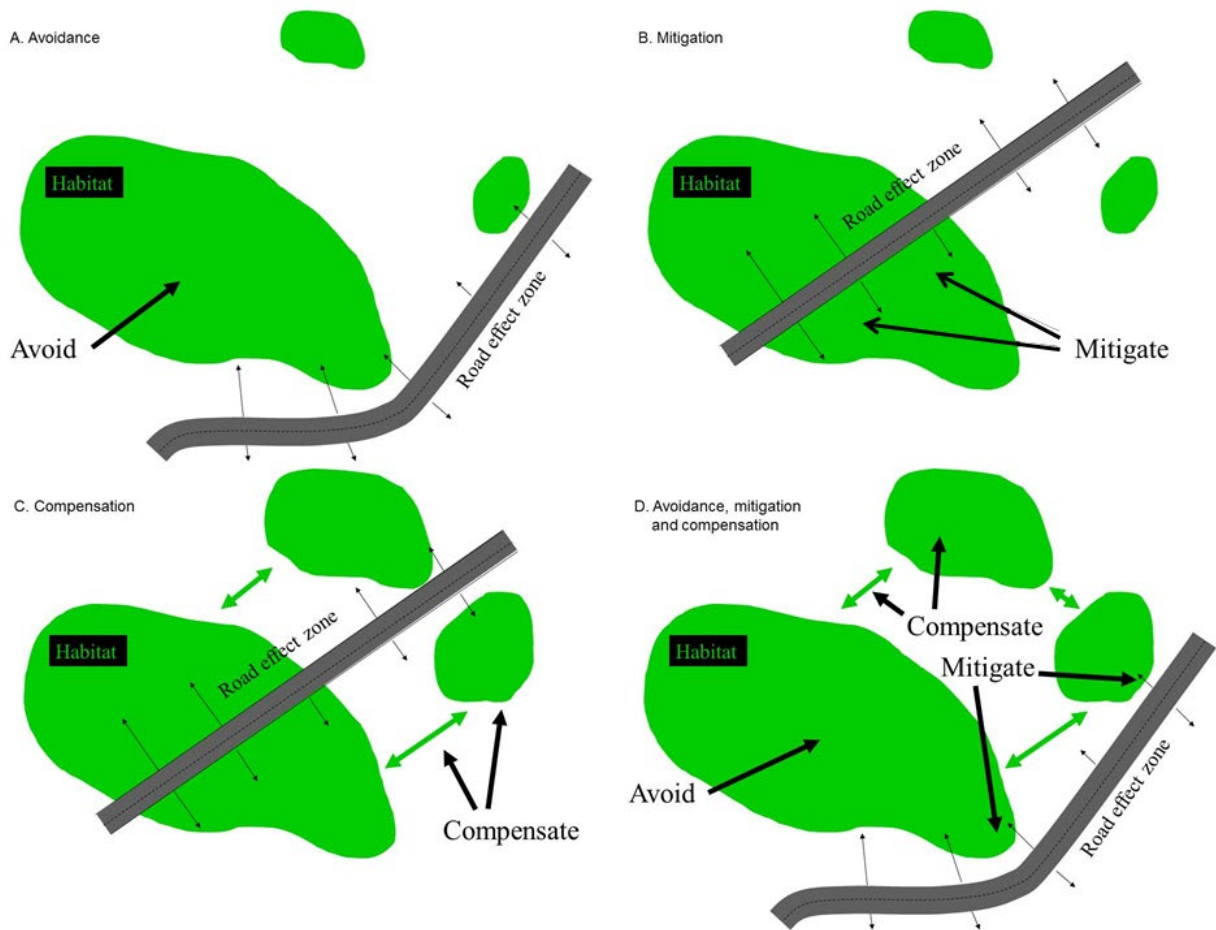 A. Avoidance
Habitat
Avoid
Road effect zone
B. Mitigation
Habitat
Road effect zone
Mitigate
C. Compensation
Habitat
Road effect zone
Compensate
D. Avoidance, mitigation
and compensation
Habitat
Compensate
Mitigate
Avoid
Road effect zone